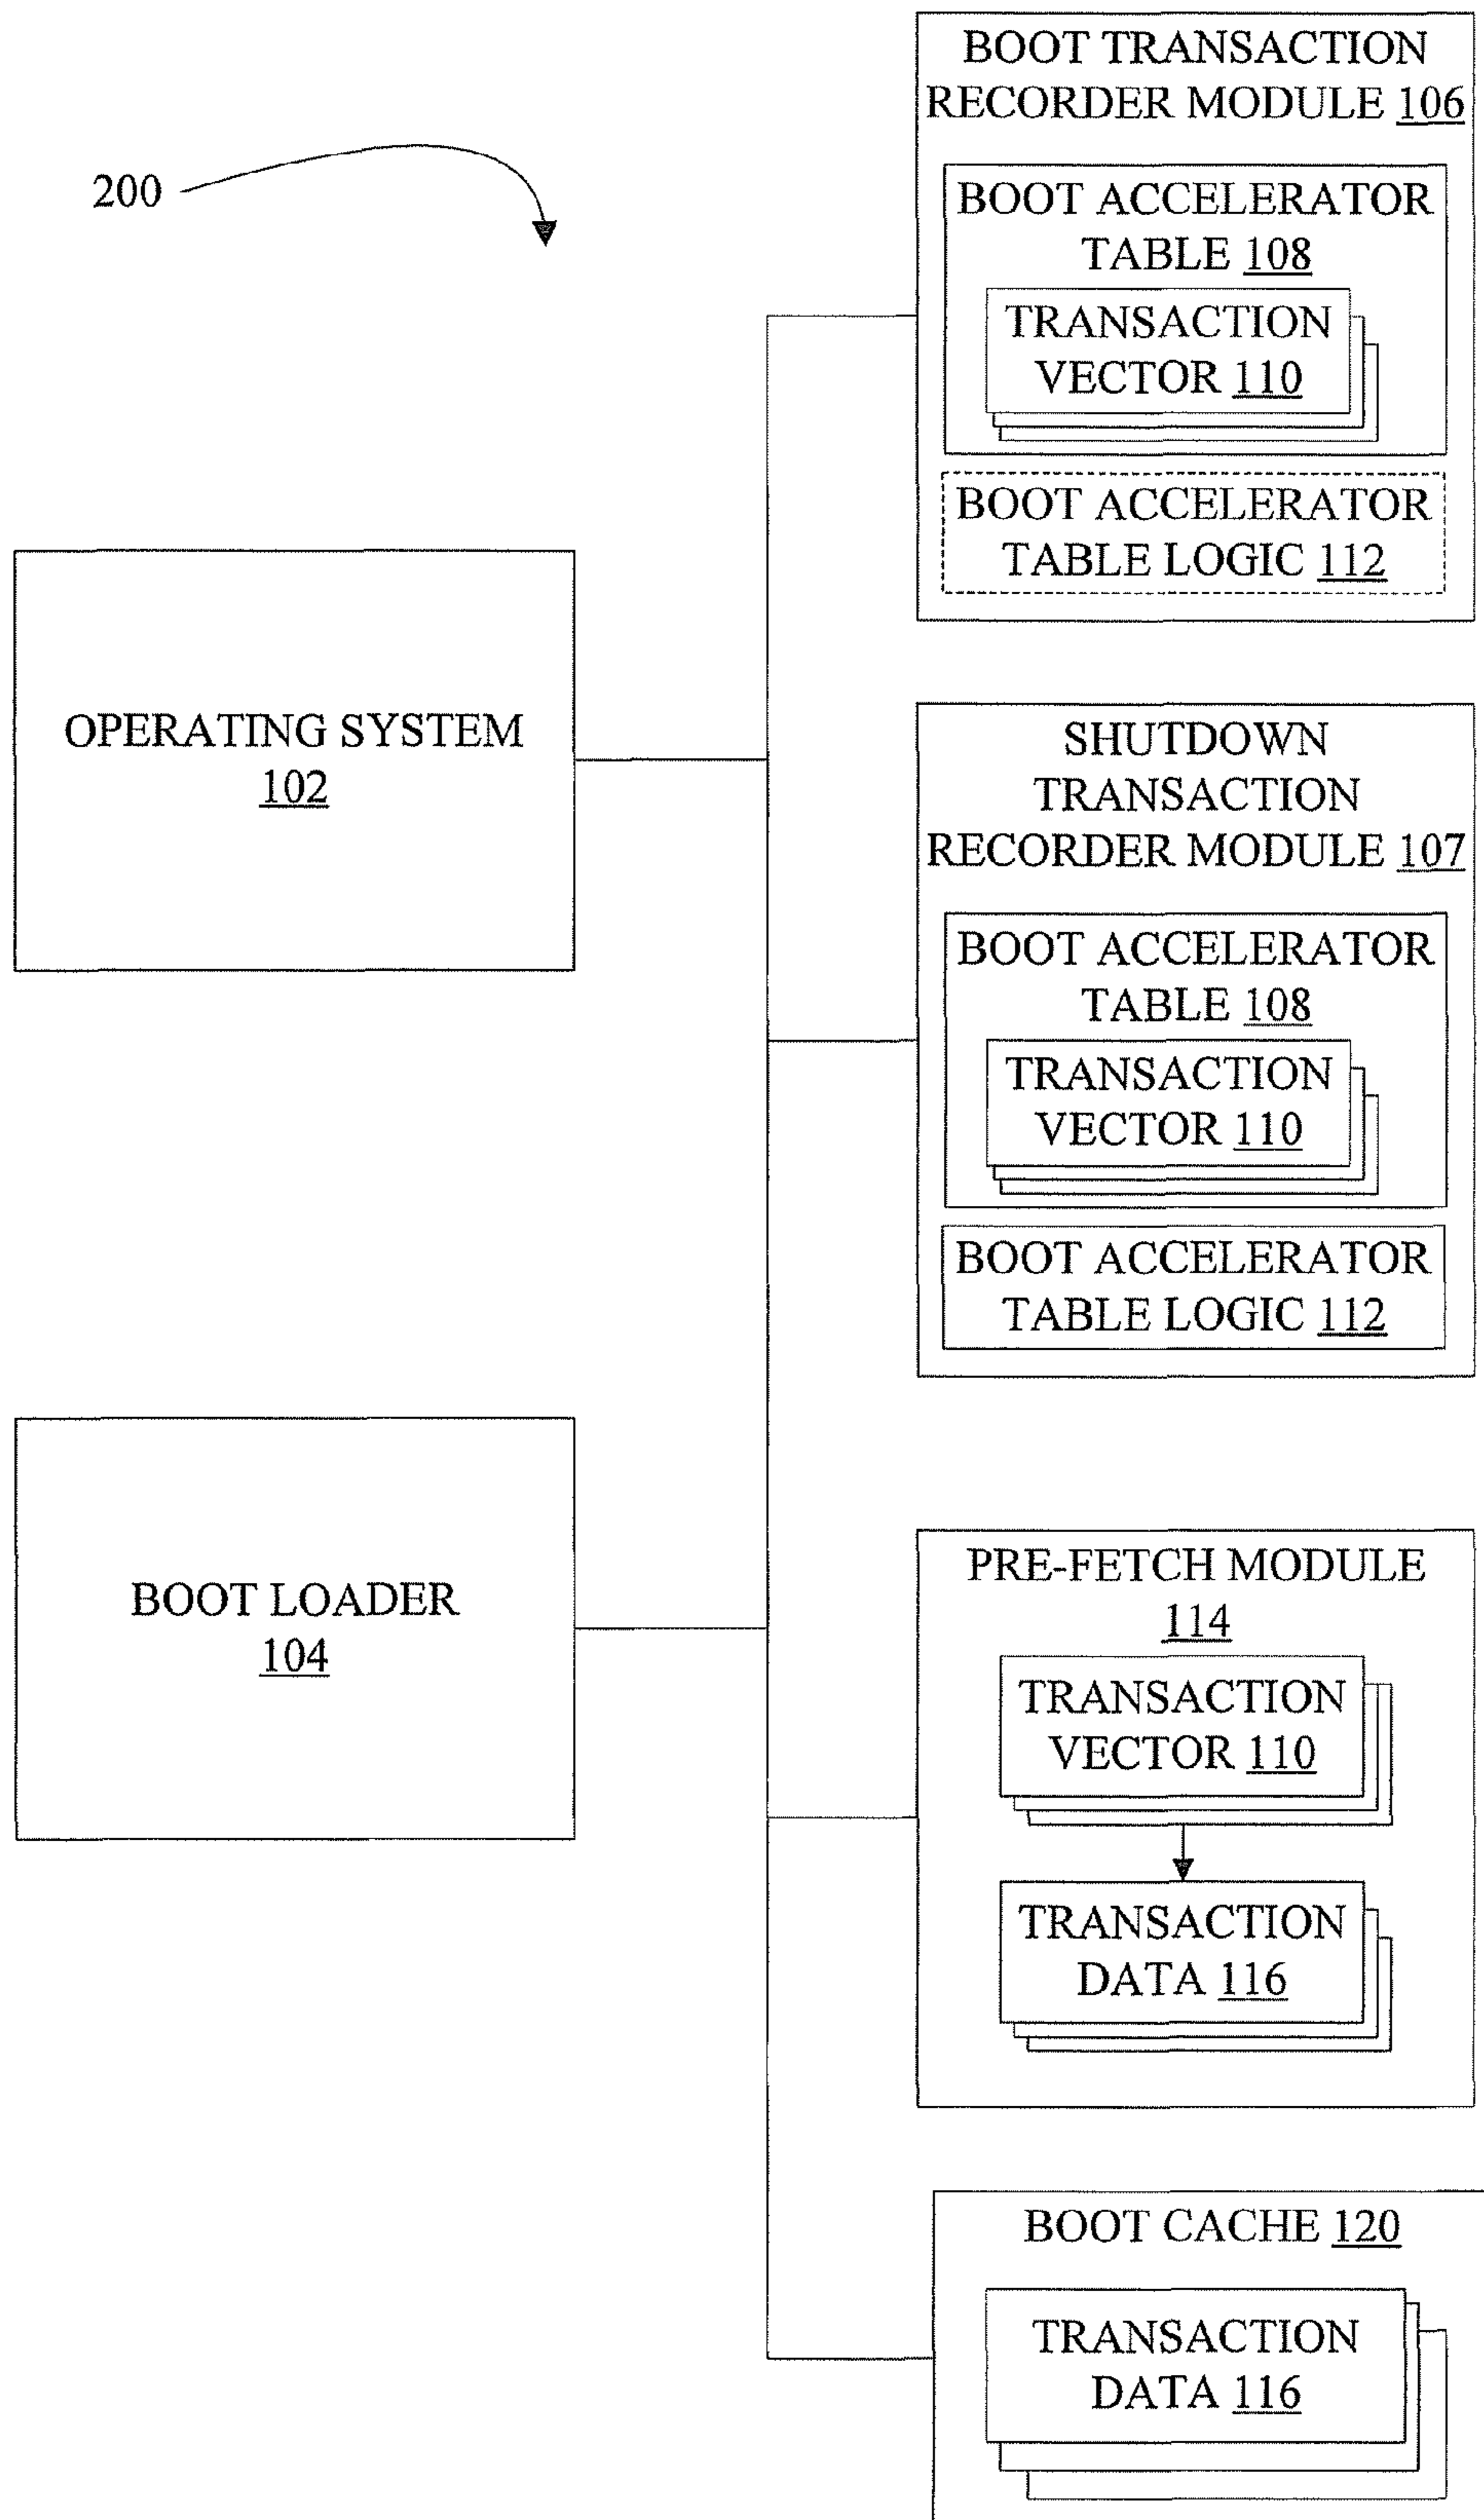 200
OPERATING SYSTEM
102
BOOT LOADER
104
BOOT TRANSACTION
RECORDER MODULE 106
BOOT ACCELERATOR
TABLE 108
TRANSACTION
VECTOR 110
BOOT ACCELERATOR
TABLE LOGIC 112
SHUTDOWN
TRANSACTION
RECORDER MODULE 107
BOOT ACCELERATOR
TABLE 108
TRANSACTION
VECTOR 110
BOOT ACCELERATOR
TABLE LOGIC 112
PRE-FETCH MODULE
114
TRANSACTION
VECTOR 110
TRANSACTION
DATA 116
BOOT CACHE 120
TRANSACTION
DATA 116